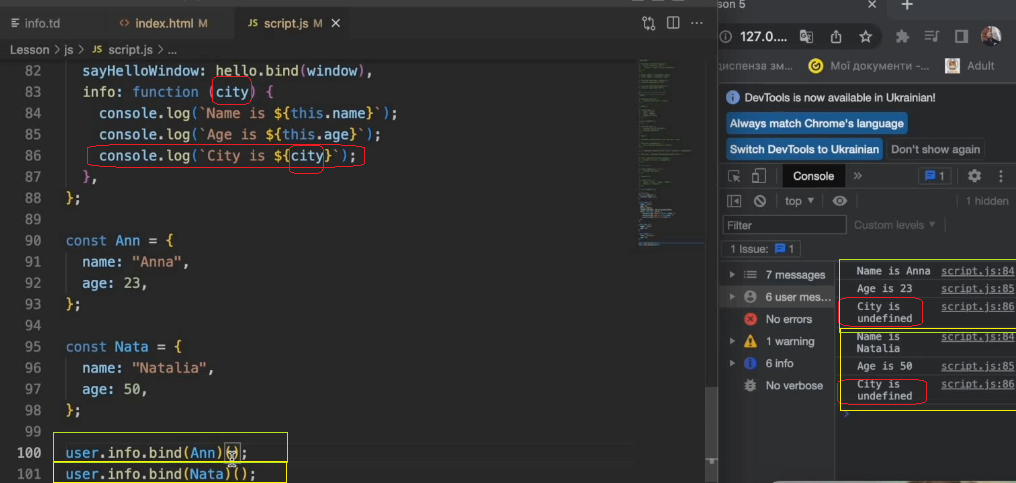 info.td
index.html M
JS script.js M
Lesson > js > JS script.js > ...
82 sayHelloWindow: hello.bind(window),
83 info: function (city) {
84 console.log(`Name is ${this.name}`);
85 console.log(`Age is ${this.age}`);
86 console.log(`City is ${city}`);
87 },
88 };
89
90 const Ann = {
91 name: "Anna",
92 age: 23,
93 };
94
95 const Nata = {
96 name: "Natalia",
97 age: 50,
98 };
99
100 user.info.bind(Ann)();
101 user.info.bind(Nata)();
son 5
127.0....
диспенза зм...
Мої документи -...
Adult
DevTools is now available in Ukrainian!
Always match Chrome's language
Switch DevTools to Ukrainian
Don't show again
Console
1
top
1 hidden
Filter
Custom levels
1 Issue: 1
7 messages
6 user mes...
No errors
1 warning
6 info
No verbose
Name is Anna script.js:84
Age is 23 script.js:85
City is script.js:86
undefined
Name is script.js:84
Natalia
Age is 50 script.js:85
City is script.js:86
undefined